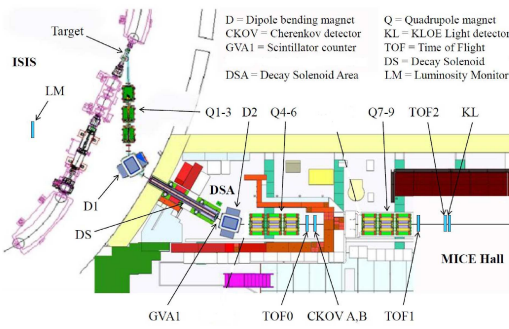 D = Dipole bending magnet
Q = Quadrupole magnet
CKOV = Cherenkov detector
KL = KLOE Light detector
GVA1 = Scintillator counter
TOF = Time of Flight
DS = Decay Solenoid
DSA = Decay Solenoid Area
LM = Luminosity Monitor
Target
ISIS
LM
Q1-3
D2
Q4-6
Q7-9
TOF2
KL
D1
DSA
DS
MICE Hall
GVA1
TOF0
CKOV A,B
TOF1